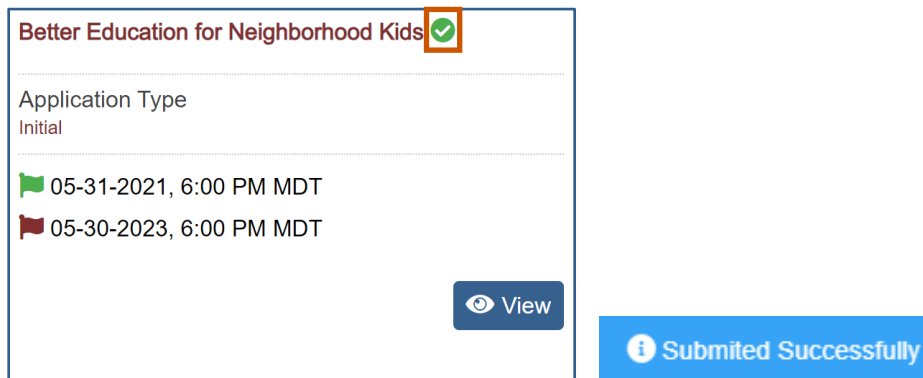 Better Education for Neighborhood Kids
Application Type
Initial
05-31-2021, 6:00 PM MDT
05-30-2023, 6:00 PM MDT
View
Submited Successfully